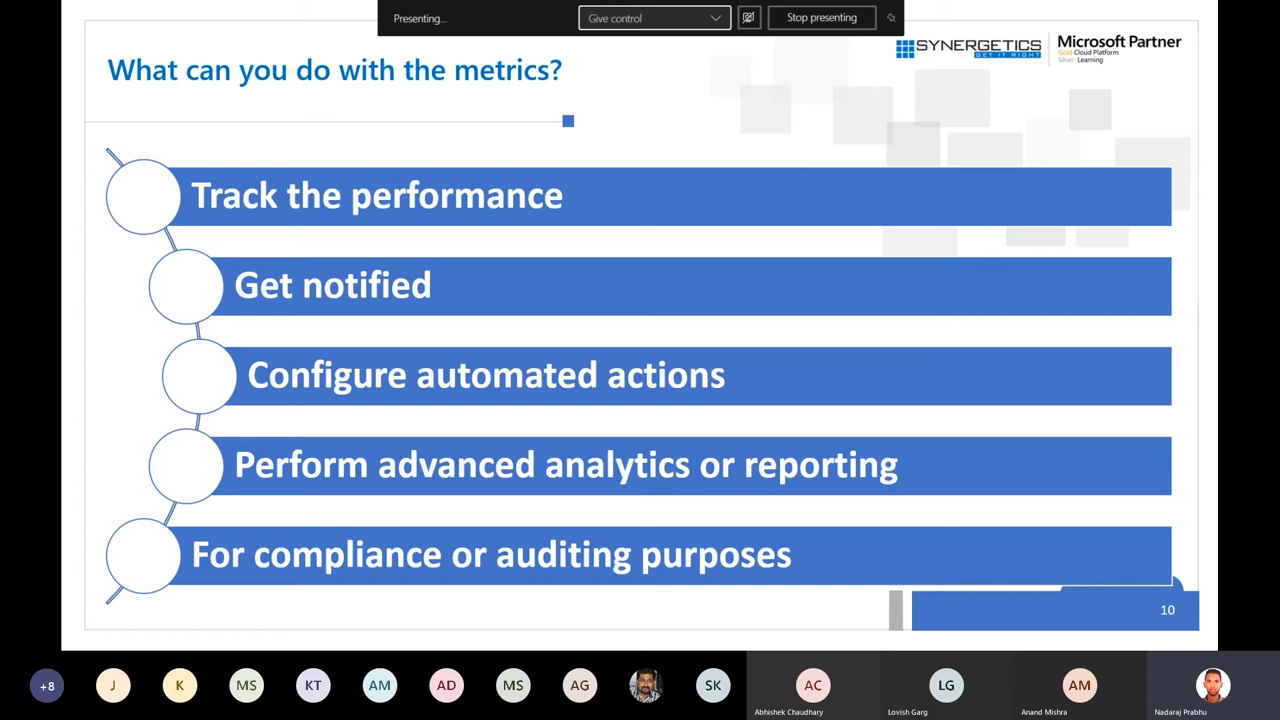 Presenting...
Give control
Stop presenting
SYNERGETICS
GET IT RIGHT
Microsoft Partner
Gold Cloud Platform
Silver Learning
What can you do with the metrics?
Track the performance
Get notified
Configure automated actions
Perform advanced analytics or reporting
For compliance or auditing purposes
10
+8
J
K
MS
KT
AM
AD
MS
AG
SK
AC
LG
AM
Abhishek Chaudhary
Lovish Garg
Anand Mishra
Nadaraj Prabhu